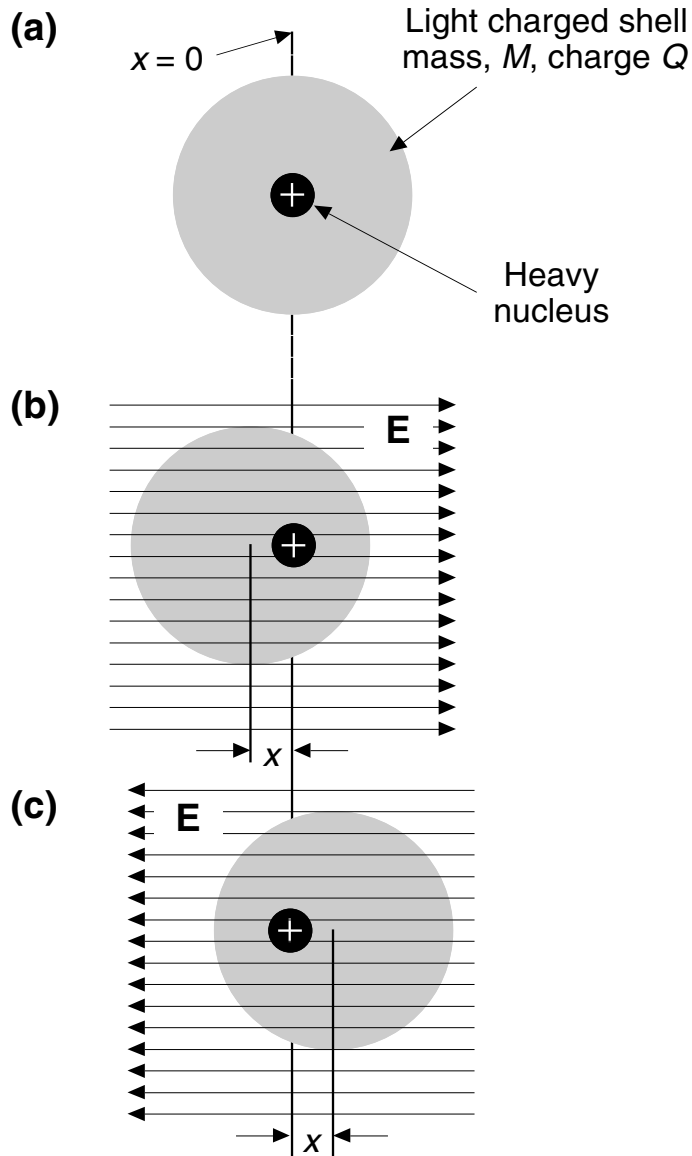 (a)
x = 0
Light charged shell
mass, M, charge Q
+
Heavy
nucleus
(b)
E
+
x
(c)
E
+
x